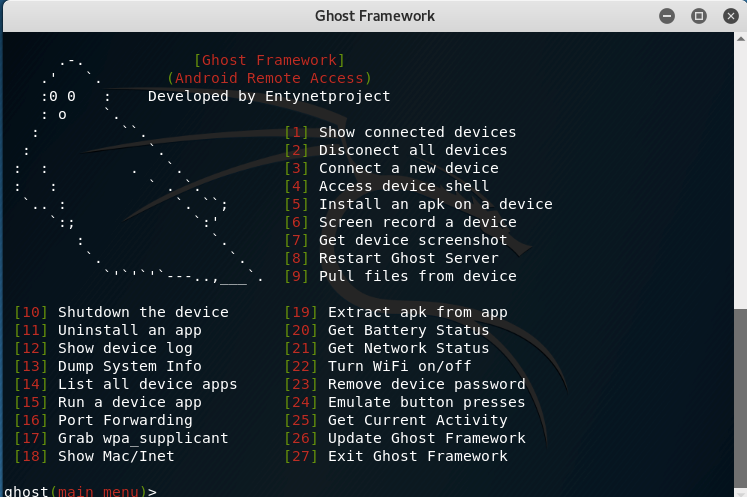 Ghost Framework
[Ghost Framework]
(Android Remote Access)
Developed by Entynetproject
[1] Show connected devices
[2] Disconect all devices
[3] Connect a new device
[4] Access device shell
[5] Install an apk on a device
[6] Screen record a device
[7] Get device screenshot
[8] Restart Ghost Server
[9] Pull files from device
[10] Shutdown the device
[11] Uninstall an app
[12] Show device log
[13] Dump System Info
[14] List all device apps
[15] Run a device app
[16] Port Forwarding
[17] Grab wpa_supplicant
[18] Show Mac/Inet
[19] Extract apk from app
[20] Get Battery Status
[21] Get Network Status
[22] Turn WiFi on/off
[23] Remove device password
[24] Emulate button presses
[25] Get Current Activity
[26] Update Ghost Framework
[27] Exit Ghost Framework
ghost(main menu)>